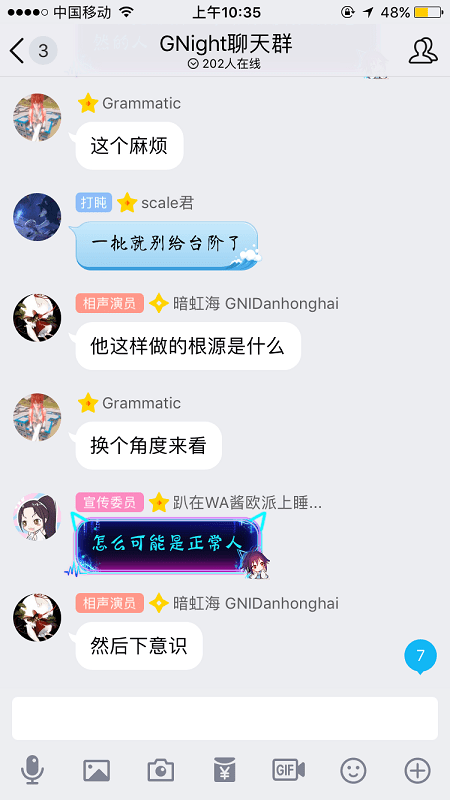 中国移动 上午10:35 48%
3 GNight聊天群
202人在线
Grammatic
这个麻烦
打盹 scale君
一批就别给台阶了
相声演员 暗虹海 GNIDanhonghai
他这样做的根源是什么
Grammatic
换个角度来看
宣传委员 趴在WA酱欧派上睡...
怎么可能是正常人
相声演员 暗虹海 GNIDanhonghai
然后下意识
7
¥ GIF